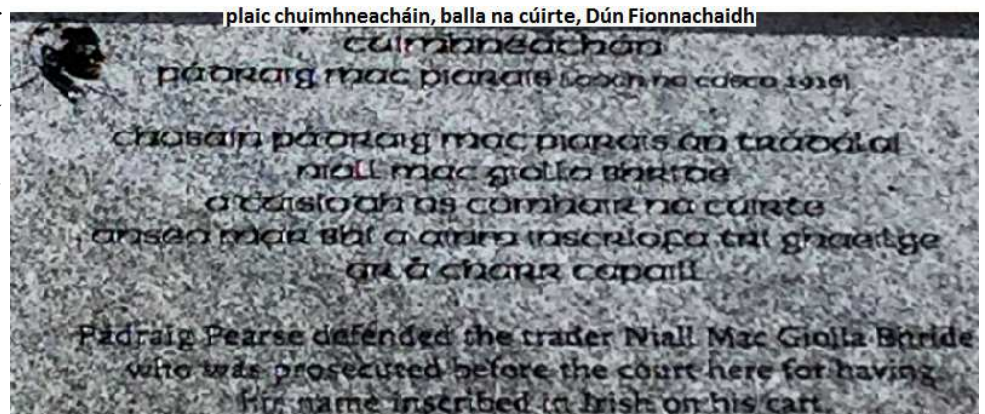 plaic chuimhneacháin, balla na cúirte, Dún Fionnachaidh
cuimhneachán
pádraig mac piarais (laoch na cásca 1916)
chosain pádraig mac piarais an trádálaí
niall mac giolla bhríde
a cúisíodh os comhair na cúirte
anseo mar bhí a ainm inscríofa trí ghaeilge
ar a charr capaill
Padraig Pearse defended the trader Niall Mac Giolla Bhride
who was prosecuted before the court here for having
his name inscribed in Irish on his cart